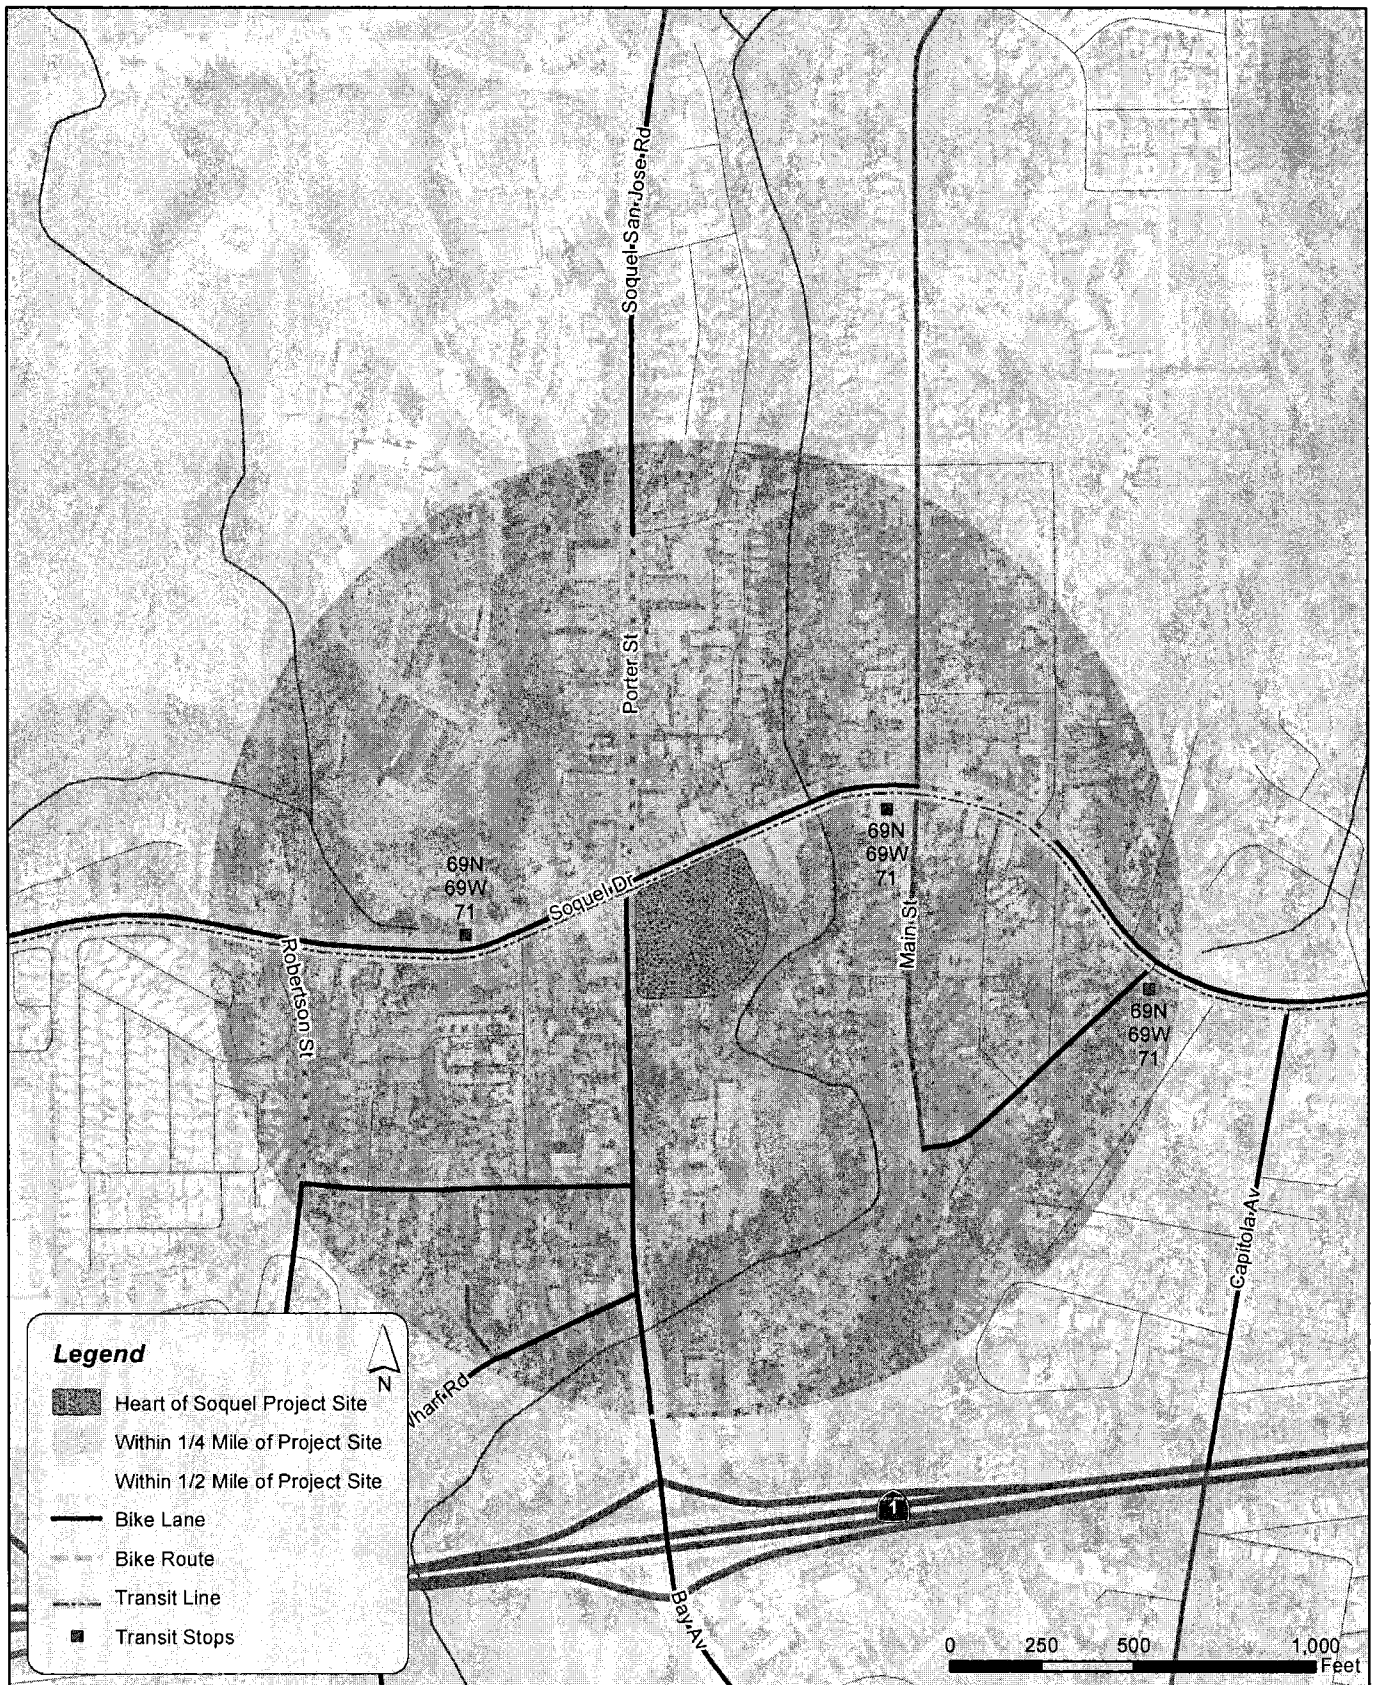 Soquel-San-Jose-Rd
Porter St
69N
69W
71
69N
69W
71
Soquel Dr
Main St
Robertson St
69N
69W
71
Capitola Av
Wharf Rd
1
Bay Av
Legend
N
Heart of Soquel Project Site
Within 1/4 Mile of Project Site
Within 1/2 Mile of Project Site
Bike Lane
Bike Route
Transit Line
Transit Stops
0 250 500 1,000
Feet